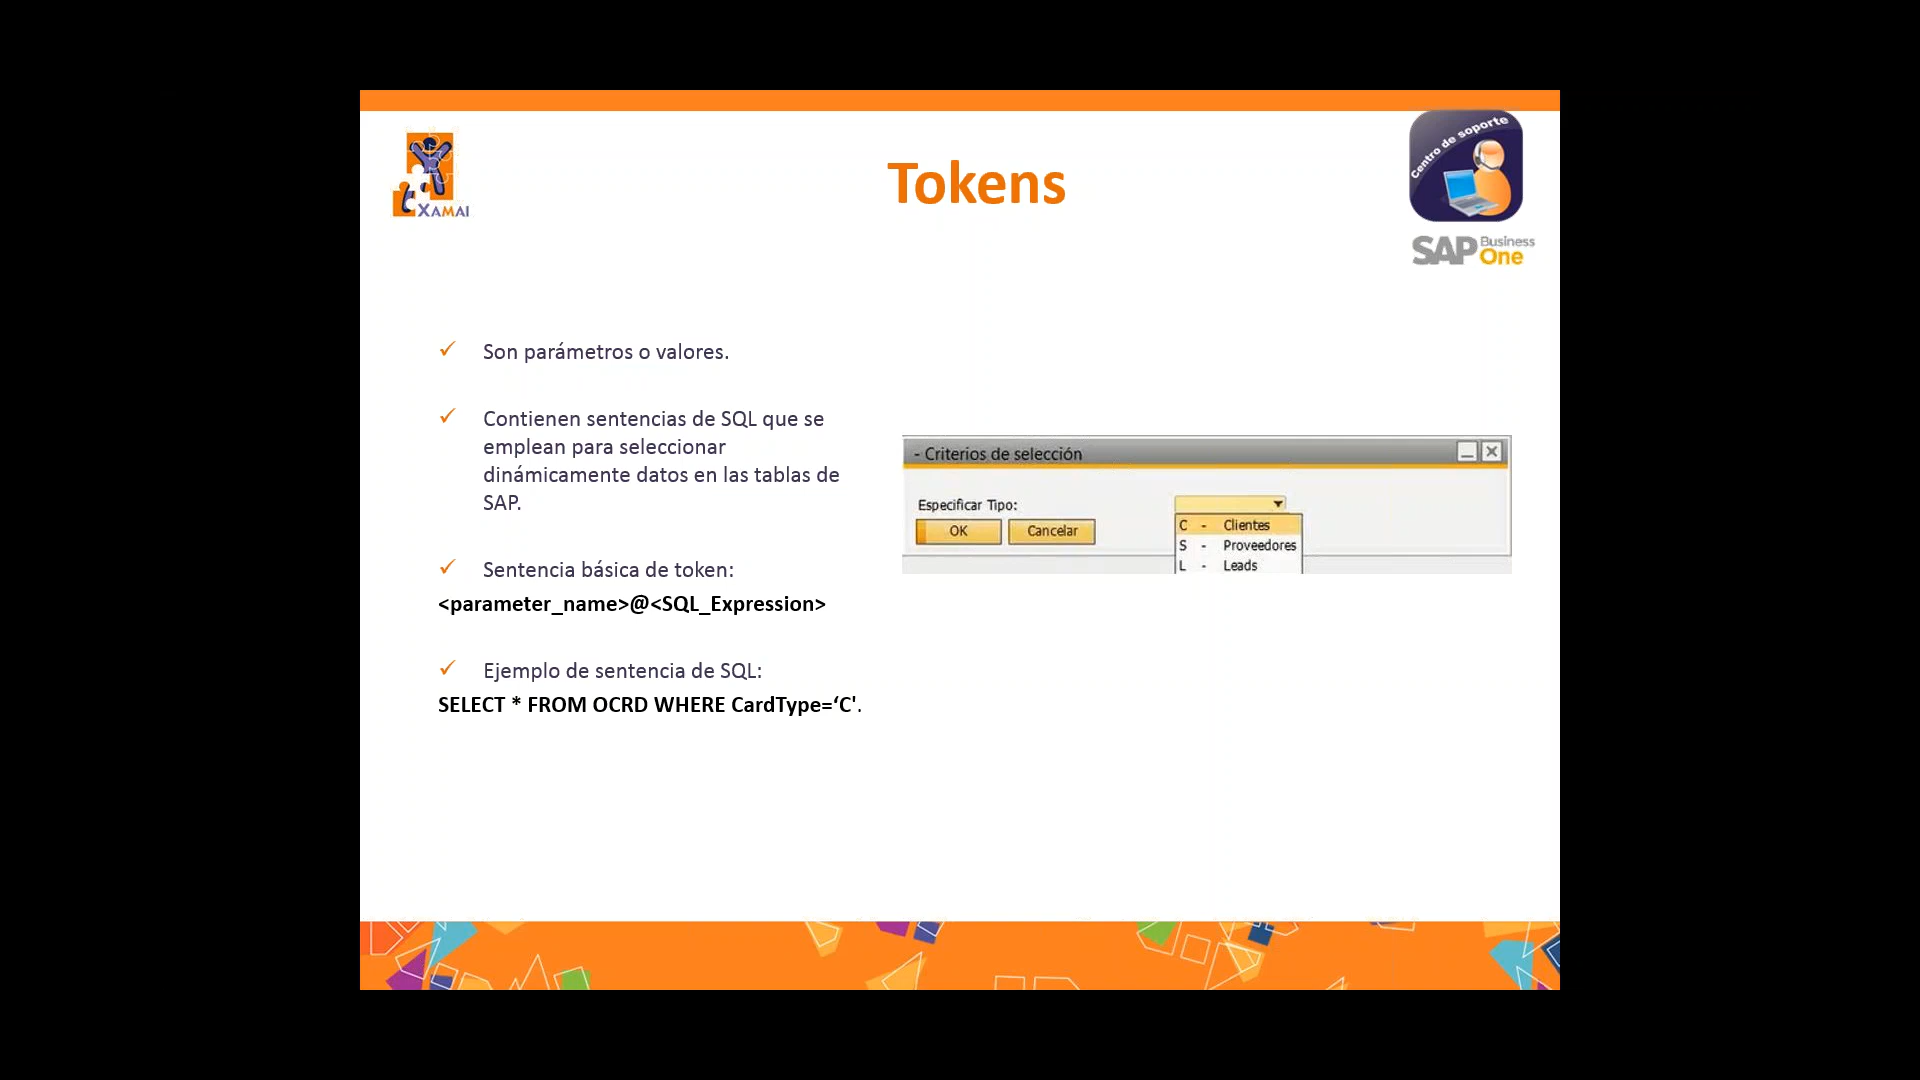 XAMAI
Tokens
Centro de soporte
SAP Business One
Son parámetros o valores.
Contienen sentencias de SQL que se
emplean para seleccionar
dinámicamente datos en las tablas de
SAP.
Sentencia básica de token:
<parameter_name>@<SQL_Expression>
Ejemplo de sentencia de SQL:
SELECT * FROM OCRD WHERE CardType=‘C'.
- Criterios de selección
Especificar Tipo:
OK Cancelar
C - Clientes
S - Proveedores
L - Leads